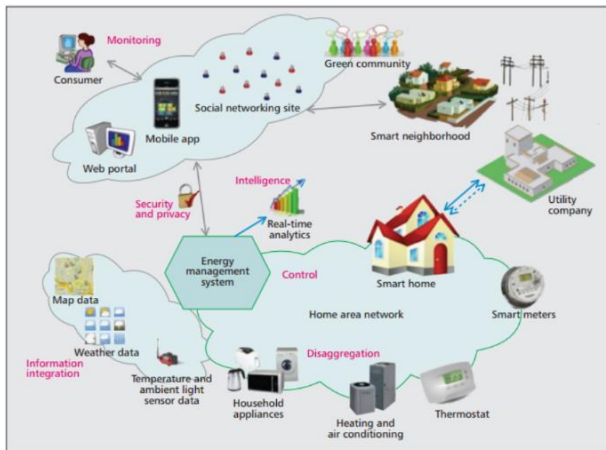 Monitoring
Consumer
Green community
Social networking site
Mobile app
Smart neighborhood
Web portal
Intelligence
Security
and privacy
Real-time
analytics
Utility
company
Energy
management
system
Control
Smart home
Map data
Home area network
Smart meters
Weather data
Information
integration
Disaggregation
Temperature and
ambient light
sensor data
Household
appliances
Heating and
air conditioning
Thermostat